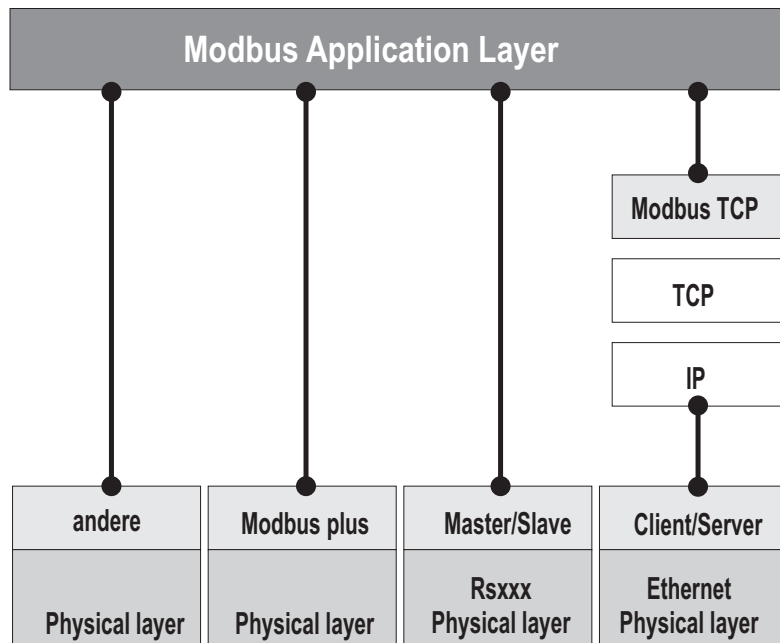 Modbus Application Layer
Modbus TCP
TCP
IP
andere
Modbus plus
Master/Slave
Client/Server
Physical layer
Physical layer
Rsxxx
Physical layer
Ethernet
Physical layer